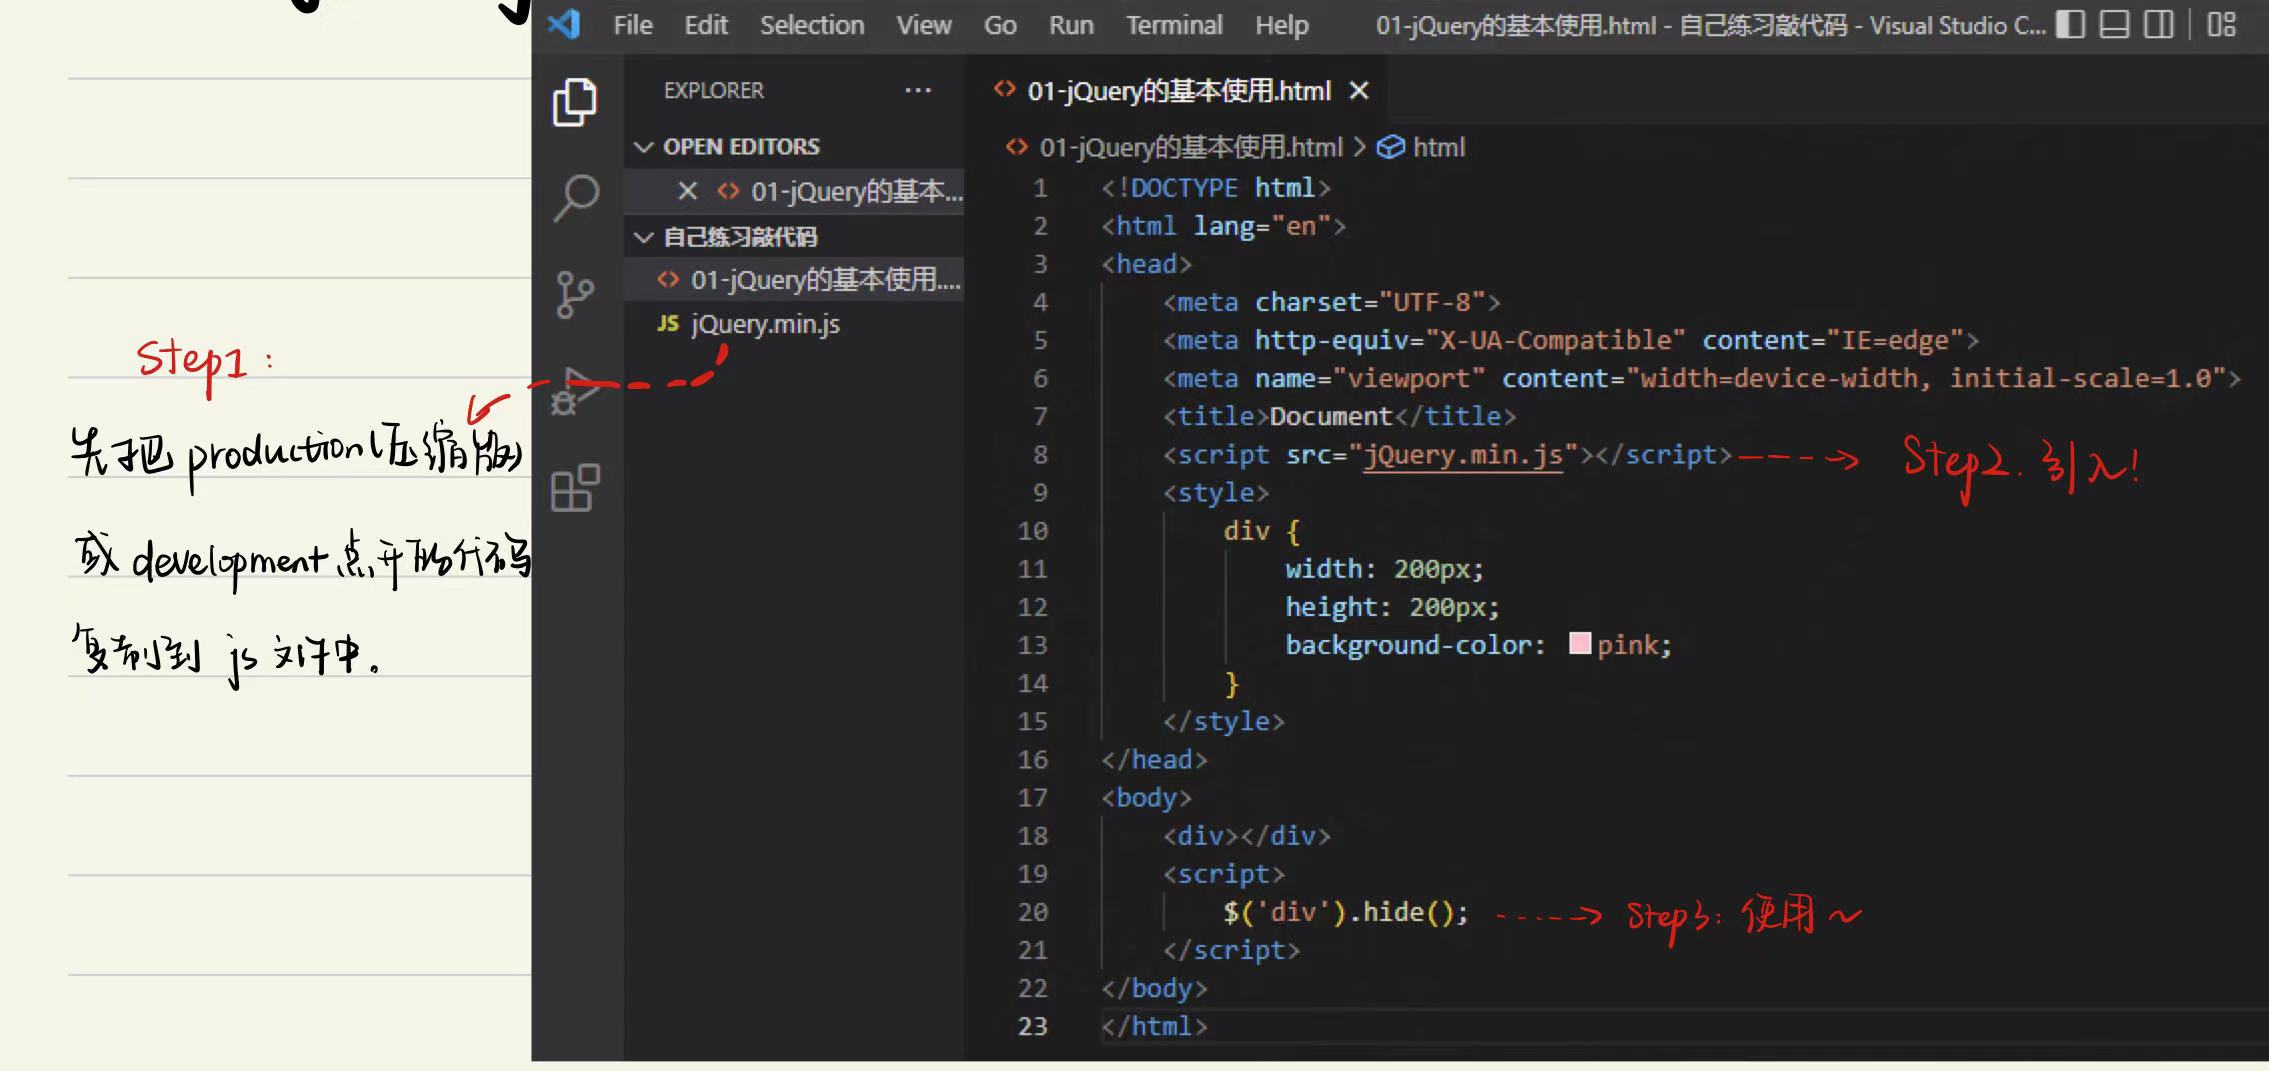 File Edit Selection View Go Run Terminal Help 01-jQuery的基本使用.html - 自己练习敲代码 - Visual Studio C...
EXPLORER ...
OPEN EDITORS
01-jQuery的基本...
自己练习敲代码
01-jQuery的基本使用....
JS jQuery.min.js
Step1:
先把 production(压缩版)
或 development 点开的代码
复制到 js 文件中。
01-jQuery的基本使用.html
01-jQuery的基本使用.html > html
1 <!DOCTYPE html>
2 <html lang="en">
3 <head>
4 <meta charset="UTF-8">
5 <meta http-equiv="X-UA-Compatible" content="IE=edge">
6 <meta name="viewport" content="width=device-width, initial-scale=1.0">
7 <title>Document</title>
8 <script src="jQuery.min.js"></script> Step2. 引入!
9 <style>
10 div {
11 width: 200px;
12 height: 200px;
13 background-color: pink;
14 }
15 </style>
16 </head>
17 <body>
18 <div></div>
19 <script>
20 $('div').hide(); Step3: 使用~
21 </script>
22 </body>
23 </html>